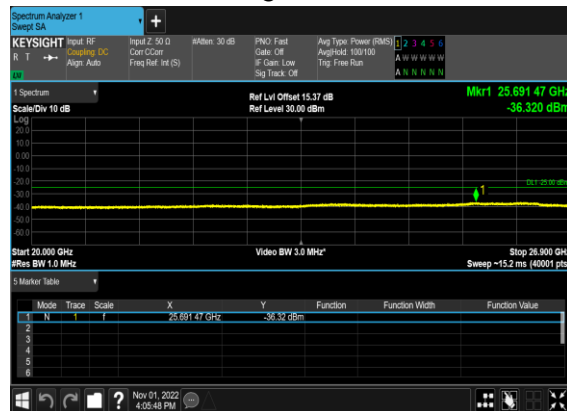 Spectrum Analyzer 1
Swept SA
KEYSIGHT Input: RF Input Z: 50 Ω #Atten: 30 dB PNO: Fast Avg Type: Power (RMS) 1 2 3 4 5 6
R T Coupling: DC Corr CCorr Gate: Off Avg|Hold: 100/100 A W W W W W
Align: Auto Freq Ref: Int (S) IF Gain: Low Trig: Free Run
LW Sig Track: Off A N N N N N
1 Spectrum Ref Lvl Offset 15.37 dB Mkr1 25.691 47 GHz
Scale/Div 10 dB Ref Level 30.00 dBm -36.320 dBm
Log
20.0
10.0
0.00
-10.0
-20.0 DL1 25.00 dBm
-30.0 1
-40.0
-50.0
-60.0
Start 20.000 GHz Video BW 3.0 MHz* Stop 26.900 GHz
#Res BW 1.0 MHz Sweep ~15.2 ms (40001 pts)
5 Marker Table
Mode Trace Scale X Y Function Function Width Function Value
1 N 1 f 25.691 47 GHz -36.32 dBm
2
3
4
5
6
? Nov 01, 2022
4:05:48 PM